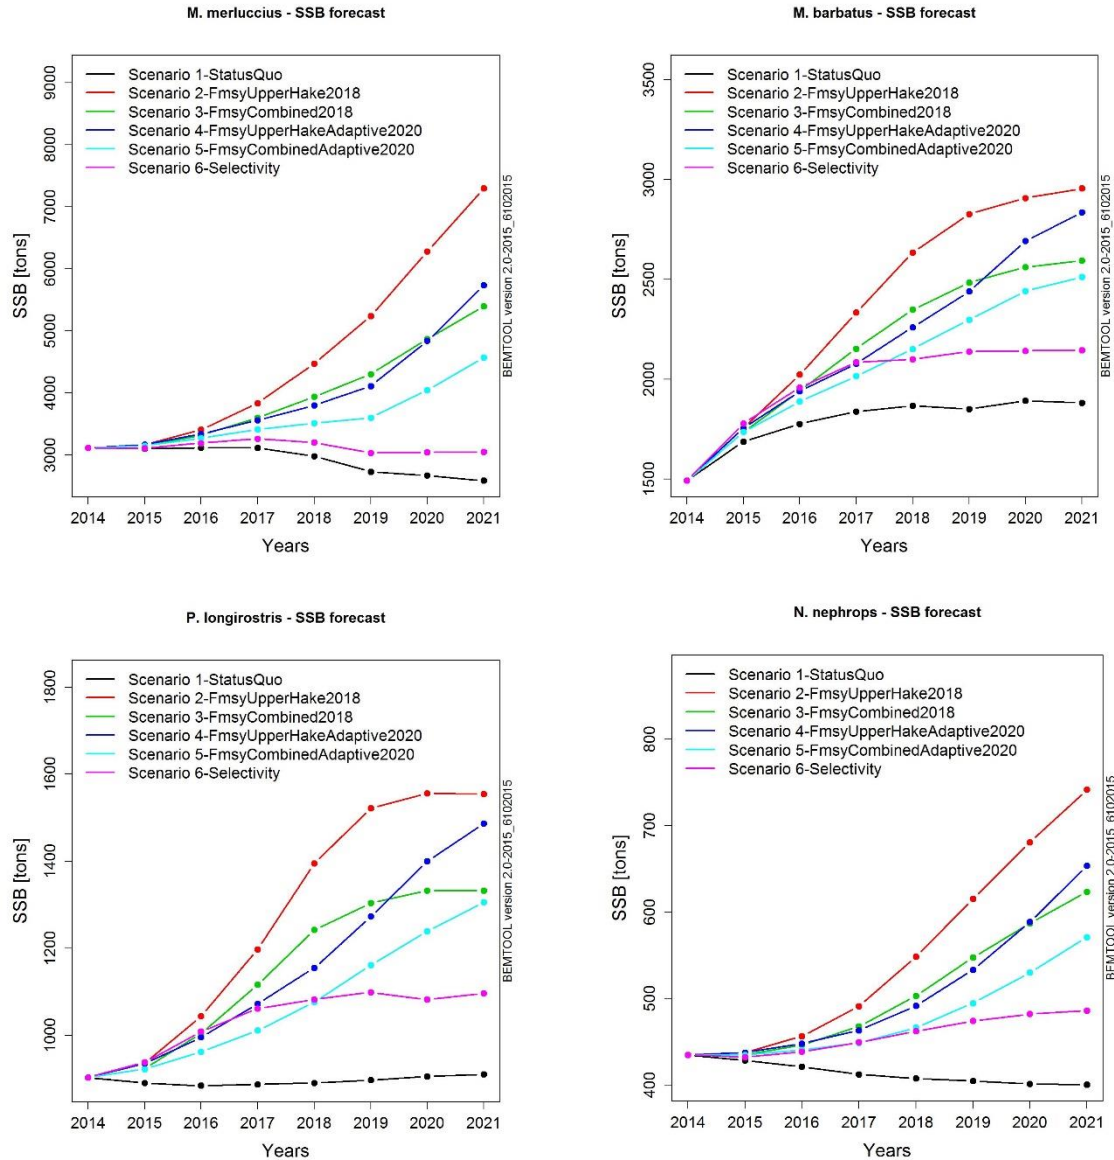 M. merluccius - SSB forecast
9000
8000
7000
6000
5000
4000
3000
SSB [tons]
Scenario 1-StatusQuo
Scenario 2-FmsyUpperHake2018
Scenario 3-FmsyCombined2018
Scenario 4-FmsyUpperHakeAdaptive2020
Scenario 5-FmsyCombinedAdaptive2020
Scenario 6-Selectivity
BEMTOOL version 2.0-2015_6102015
2014 2015 2016 2017 2018 2019 2020 2021
Years
M. barbatus - SSB forecast
3500
3000
2500
2000
1500
SSB [tons]
Scenario 1-StatusQuo
Scenario 2-FmsyUpperHake2018
Scenario 3-FmsyCombined2018
Scenario 4-FmsyUpperHakeAdaptive2020
Scenario 5-FmsyCombinedAdaptive2020
Scenario 6-Selectivity
BEMTOOL version 2.0-2015_6102015
2014 2015 2016 2017 2018 2019 2020 2021
Years
P. longirostris - SSB forecast
1800
1600
1400
1200
1000
SSB [tons]
Scenario 1-StatusQuo
Scenario 2-FmsyUpperHake2018
Scenario 3-FmsyCombined2018
Scenario 4-FmsyUpperHakeAdaptive2020
Scenario 5-FmsyCombinedAdaptive2020
Scenario 6-Selectivity
BEMTOOL version 2.0-2015_6102015
2014 2015 2016 2017 2018 2019 2020 2021
Years
N. nephrops - SSB forecast
800
700
600
500
400
SSB [tons]
Scenario 1-StatusQuo
Scenario 2-FmsyUpperHake2018
Scenario 3-FmsyCombined2018
Scenario 4-FmsyUpperHakeAdaptive2020
Scenario 5-FmsyCombinedAdaptive2020
Scenario 6-Selectivity
BEMTOOL version 2.0-2015_6102015
2014 2015 2016 2017 2018 2019 2020 2021
Years